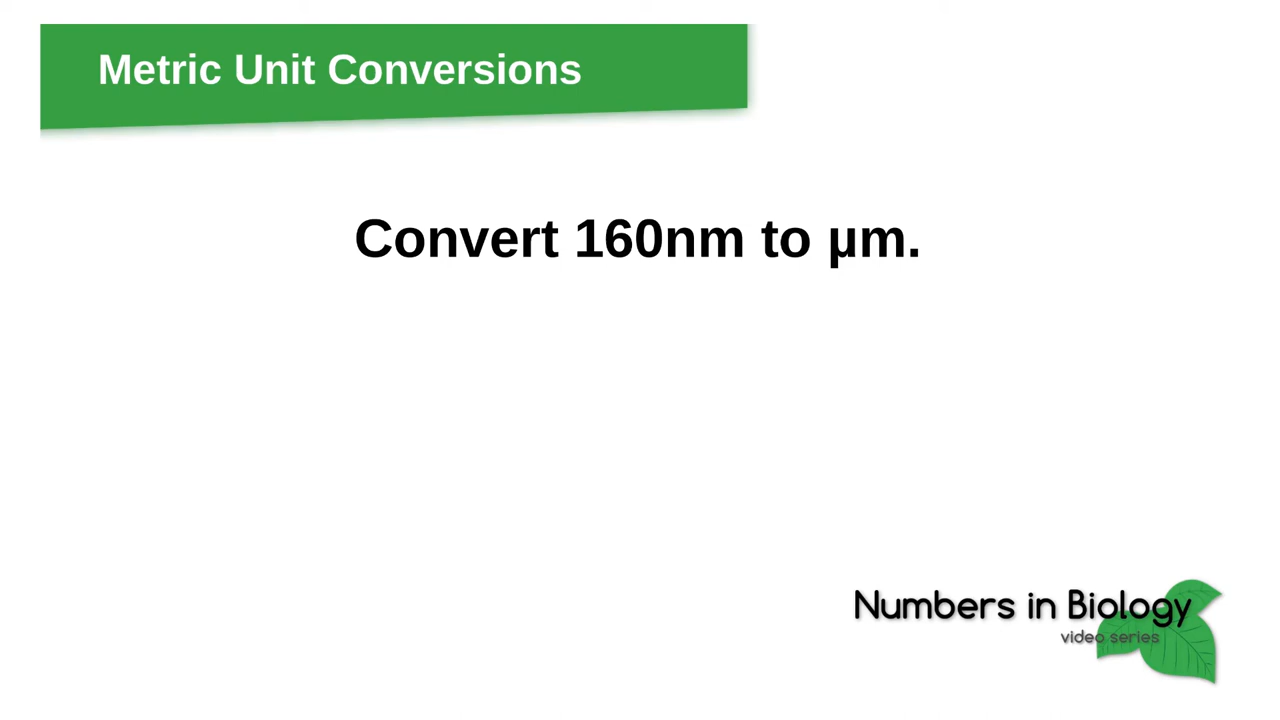 Metric Unit Conversions
Convert 160nm to µm.
Numbers in Biology
video series